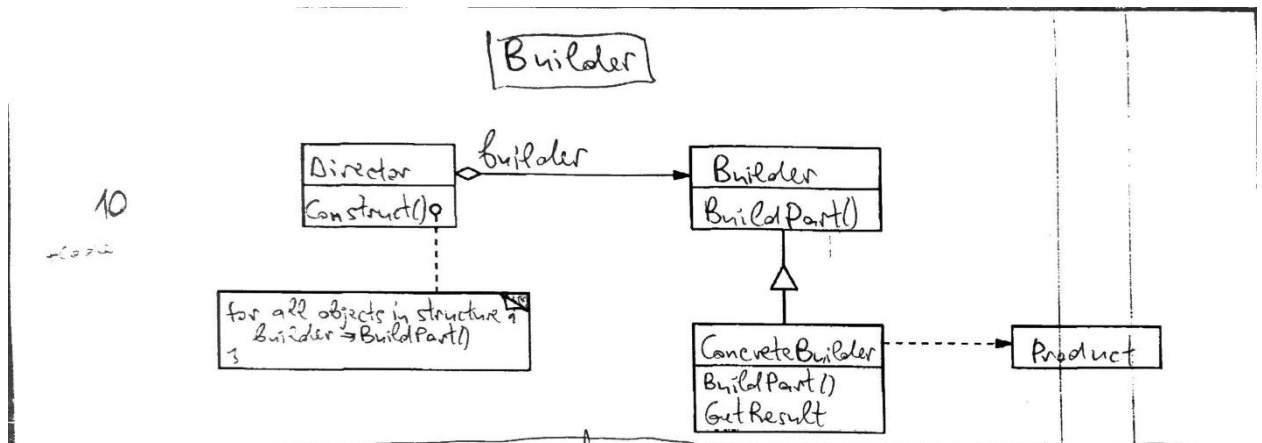 Builder
10
Director
Construct()
builder
Builder
BuildPart()
for all objects in structure {
builder → BuildPart()
}
ConcreteBuilder
BuildPart()
GetResult
Product